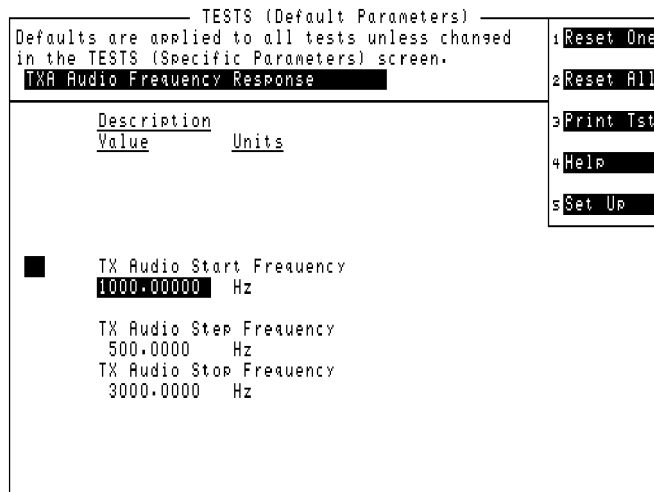 TESTS (Default Parameters)
Defaults are applied to all tests unless changed
in the TESTS (Specific Parameters) screen.
TXA Audio Frequency Response
1 Reset One
2 Reset All
3 Print Tst
4 Help
5 Set Up
Description
Value Units
TX Audio Start Frequency
1000.00000 Hz
TX Audio Step Frequency
500.0000 Hz
TX Audio Stop Frequency
3000.0000 Hz